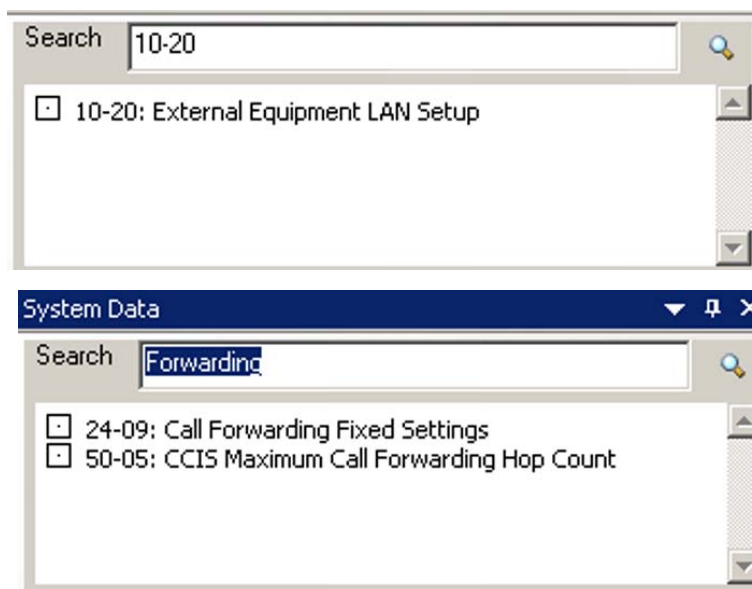 Search 10-20
10-20: External Equipment LAN Setup
System Data
Search Forwarding
24-09: Call Forwarding Fixed Settings
50-05: CCIS Maximum Call Forwarding Hop Count